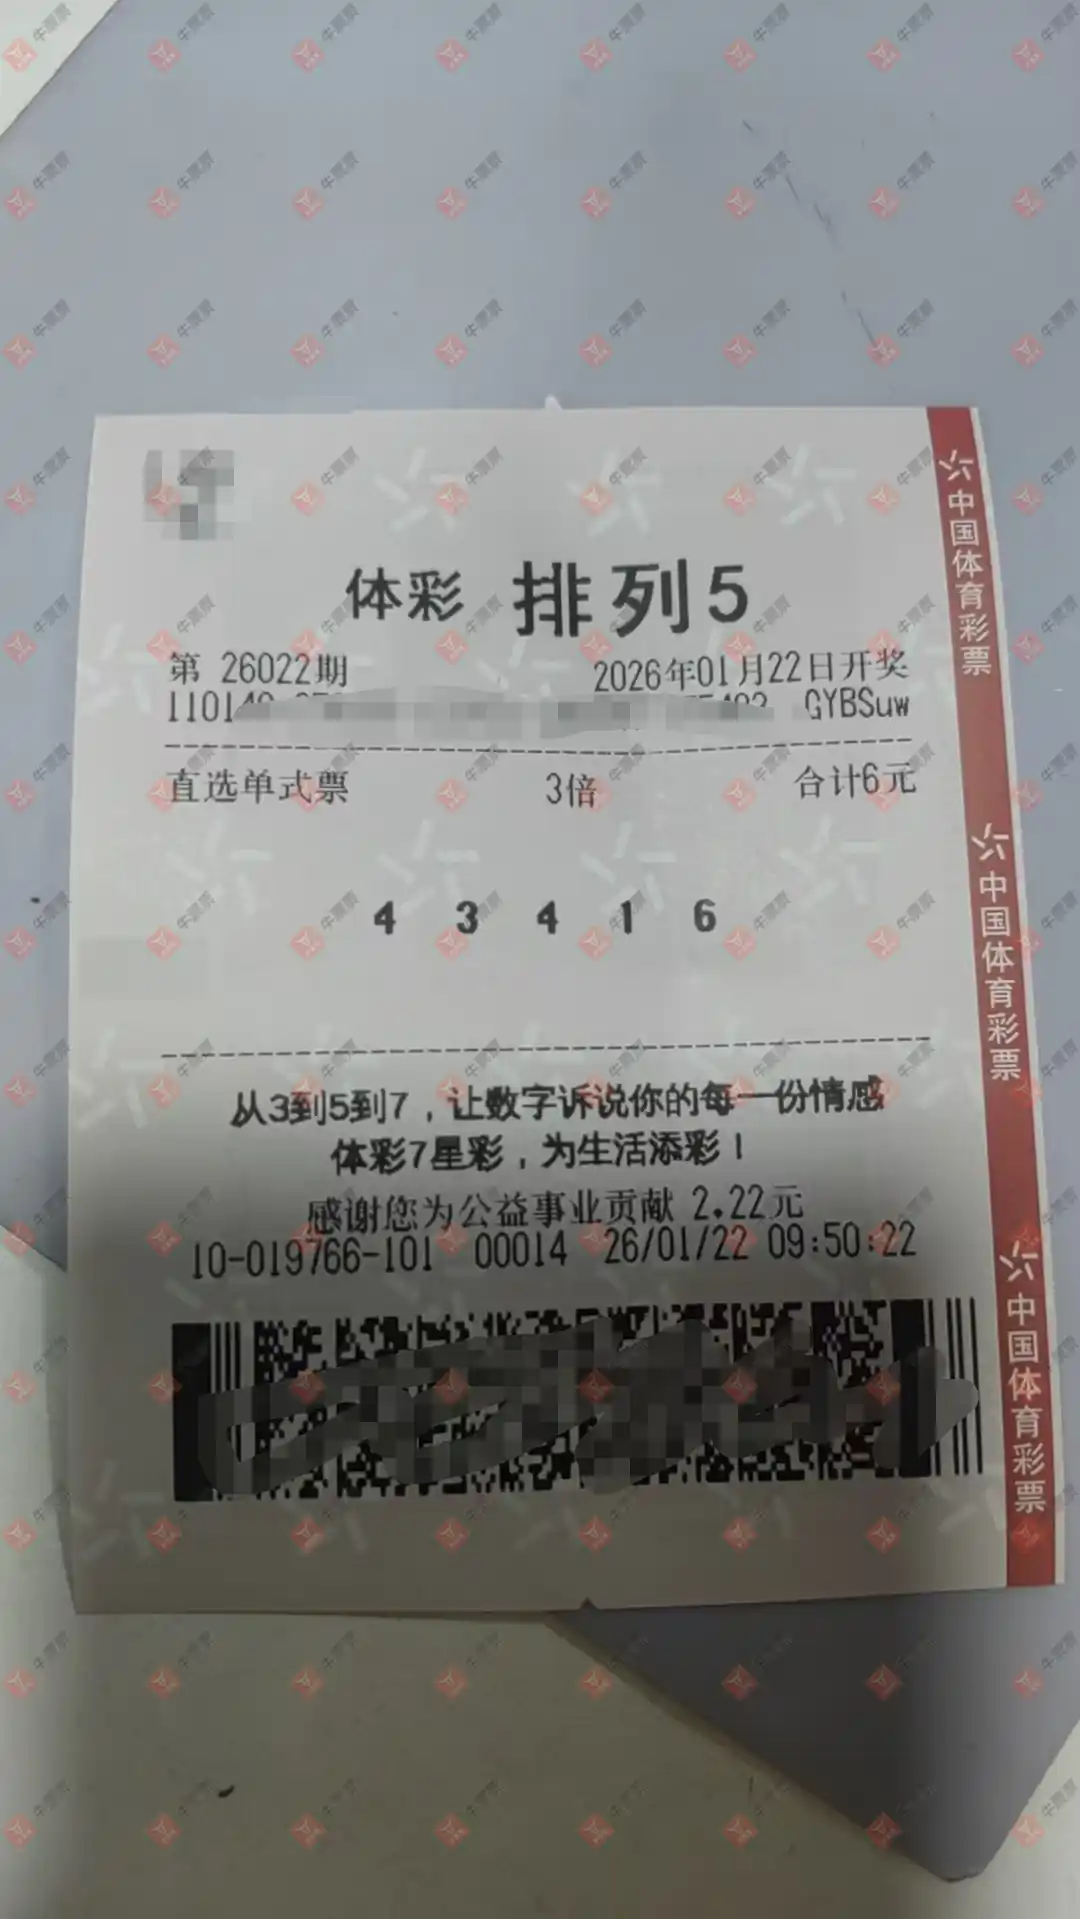 体彩 排列5
第 26022期 2026年01月22日开奖
1101 GYBSuw
直选单式票 3倍 合计6元
4 3 4 1 6
从3到5到7，让数字诉说你的每一份情感
体彩7星彩，为生活添彩！
感谢您为公益事业贡献 2.22元
10-019766-101 00014 26/01/22 09:50:22
中国体育彩票
中国体育彩票
中国体育彩票
牛票票